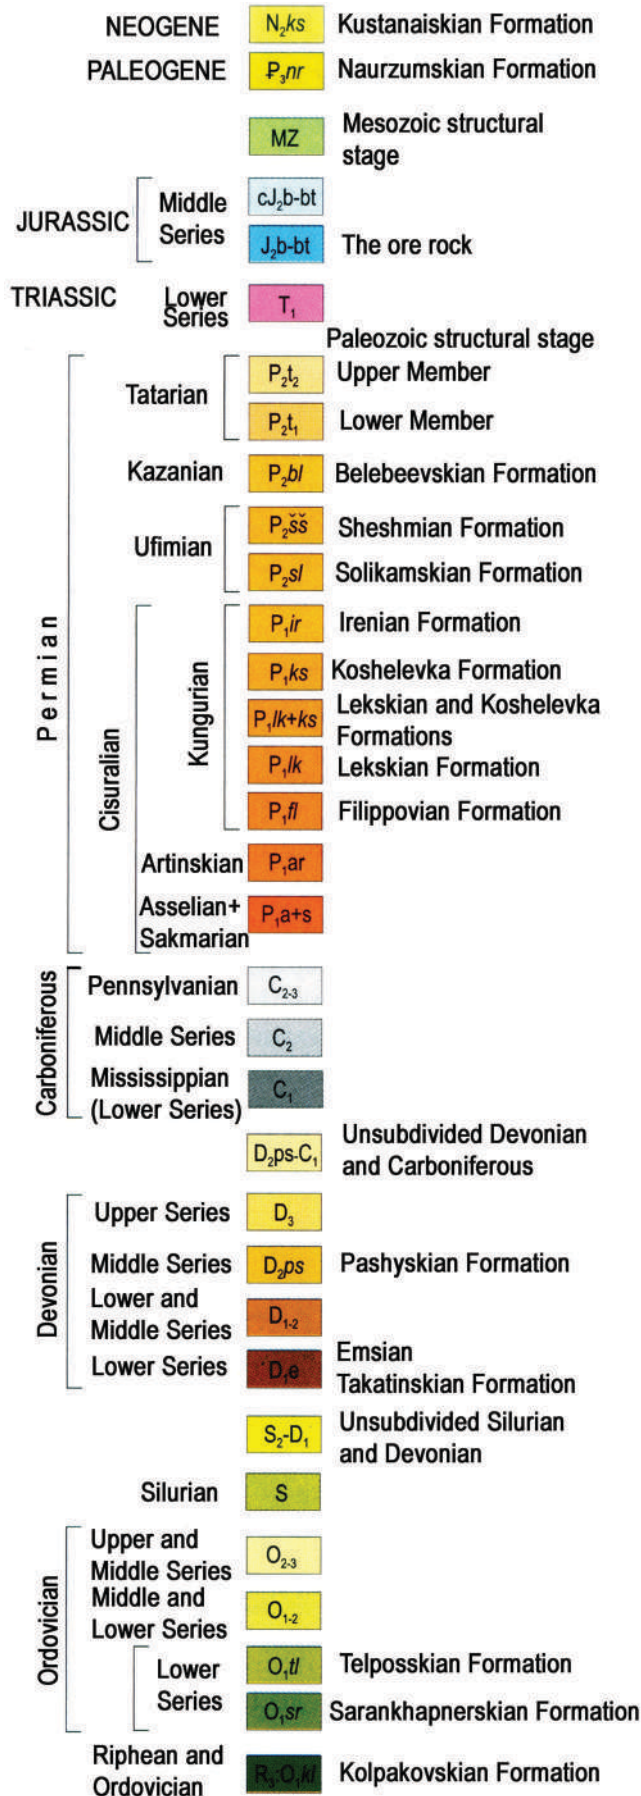 NEOGENE N₂ks Kustanaiskian Formation
PALEOGENE P₃nr Naurzumskian Formation
MZ Mesozoic structural
stage
JURASSIC Middle
Series cJ₂b-bt
J₂b-bt The ore rock
TRIASSIC Lower
Series T₁
Paleozoic structural stage
Permian
Tatarian P₂t₂ Upper Member
P₂t₁ Lower Member
Kazanian P₂bl Belebeevskian Formation
Ufimian P₂šš Sheshmian Formation
P₂sl Solikamskian Formation
Cisuralian
Kungurian
P₁ir Irenian Formation
P₁ks Koshelevka Formation
P₁lk+ks Lekskian and Koshelevka
Formations
P₁lk Lekskian Formation
P₁fl Filippovian Formation
Artinskian P₁ar
Asselian+
Sakmarian P₁a+s
Carboniferous
Pennsylvanian C₂₋₃
Middle Series C₂
Mississippian
(Lower Series) C₁
D₂ps-C₁ Unsubdivided Devonian
and Carboniferous
Devonian
Upper Series D₃
Middle Series D₂ps Pashyskian Formation
Lower and
Middle Series D₁₋₂
Lower Series D₁e Emsian
Takatinskian Formation
S₂-D₁ Unsubdivided Silurian
and Devonian
Silurian S
Ordovician
Upper and
Middle Series O₂₋₃
Middle and
Lower Series O₁₋₂
Lower
Series
O₁tl Telposskian Formation
O₁sr Sarankhapnerskian Formation
Riphean and
Ordovician R₃:O₁kl Kolpakovskian Formation